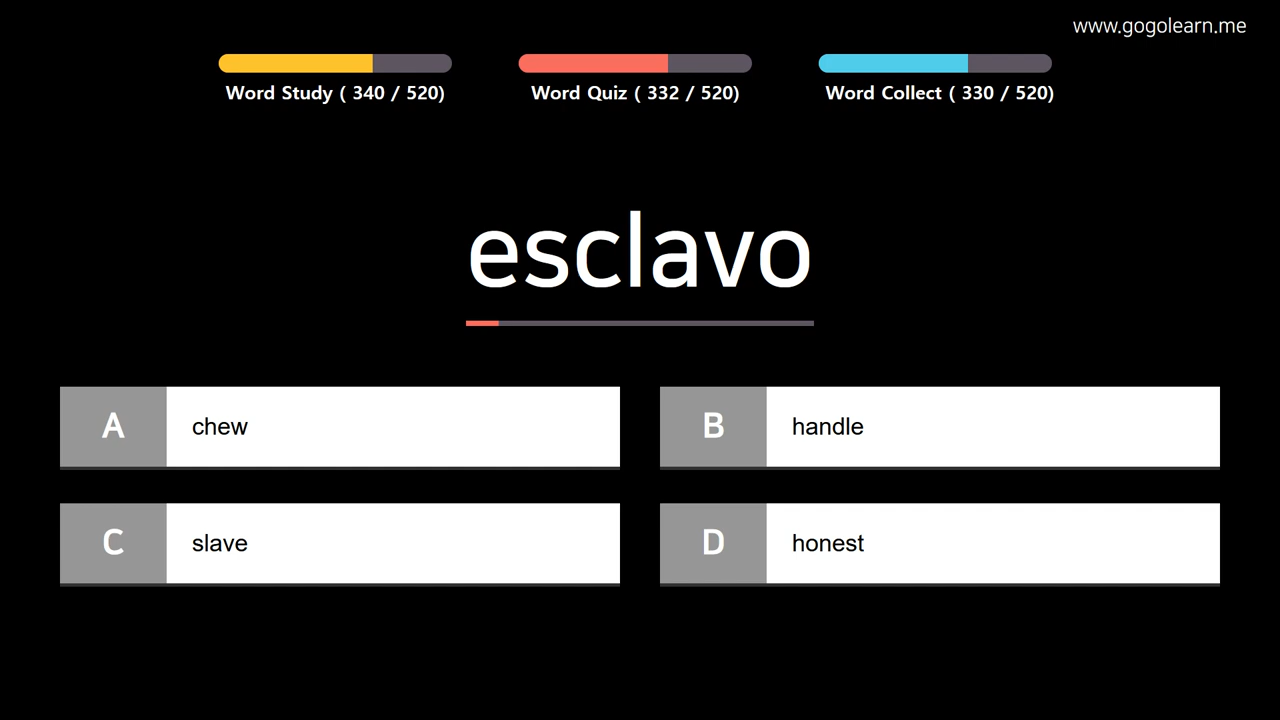 www.gogolearn.me
Word Study ( 340 / 520)
Word Quiz ( 332 / 520)
Word Collect ( 330 / 520)
esclavo
A chew
B handle
C slave
D honest